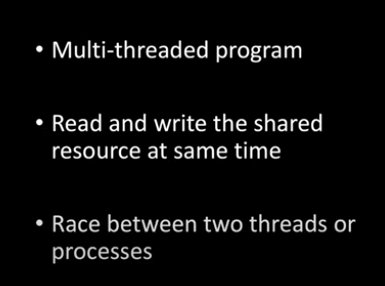 • Multi-threaded program
• Read and write the shared
resource at same time
• Race between two threads or
processes